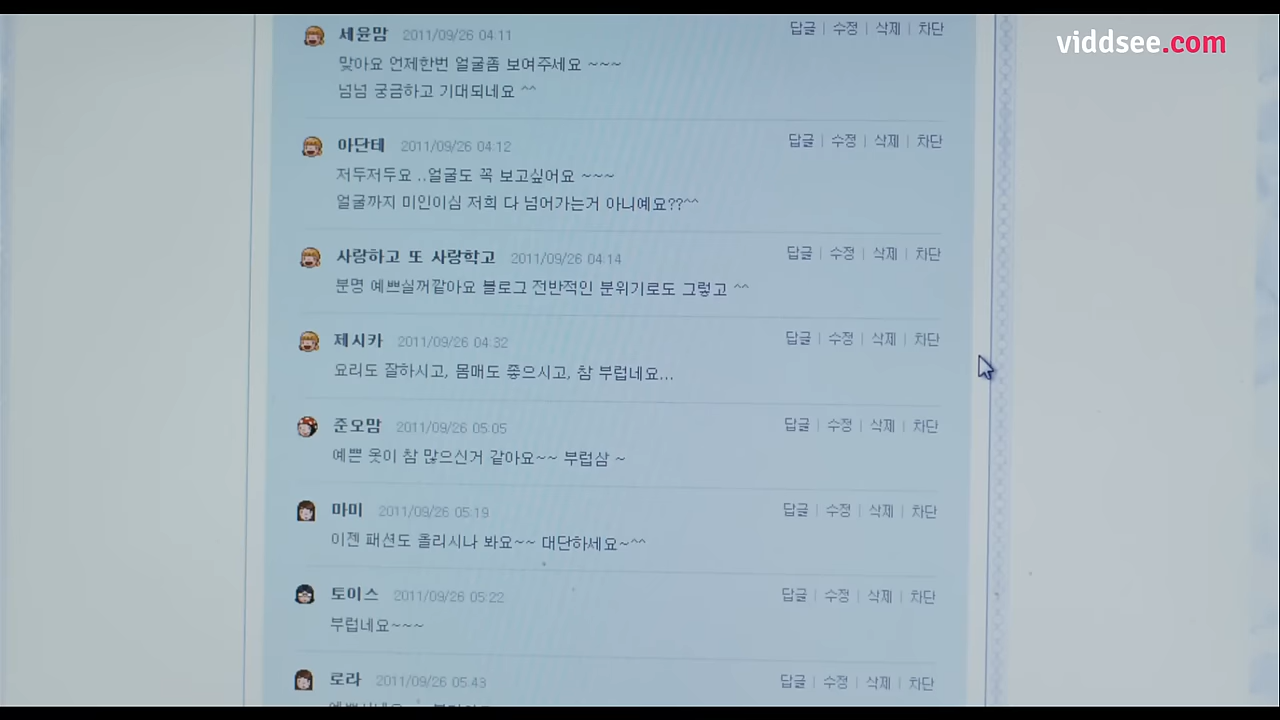 viddsee.com
세윤맘 2011/09/26 04:11 답글 | 수정 | 삭제 | 차단
맞아요 언제한번 얼굴좀 보여주세요 ~~~
넘넘 궁금하고 기대되네요 ^^
아단테 2011/09/26 04:12 답글 | 수정 | 삭제 | 차단
저두저두요 ..얼굴도 꼭 보고싶어요 ~~~
얼굴까지 미인이심 저희 다 넘어가는거 아니예요??^^
사랑하고 또 사랑학고 2011/09/26 04:14 답글 | 수정 | 삭제 | 차단
분명 예쁘실꺼같아요 블로그 전반적인 분위기로도 그렇고 ^^
제시카 2011/09/26 04:32 답글 | 수정 | 삭제 | 차단
요리도 잘하시고, 몸매도 좋으시고, 참 부럽네요...
준오맘 2011/09/26 05:05 답글 | 수정 | 삭제 | 차단
예쁜 옷이 참 많으신거 같아요~~ 부럽삼 ~
마미 2011/09/26 05:19 답글 | 수정 | 삭제 | 차단
이젠 패션도 올리시나 봐요~~ 대단하세요~^^
토이스 2011/09/26 05:22 답글 | 수정 | 삭제 | 차단
부럽네요~~~
로라 2011/09/26 05:43 답글 | 수정 | 삭제 | 차단